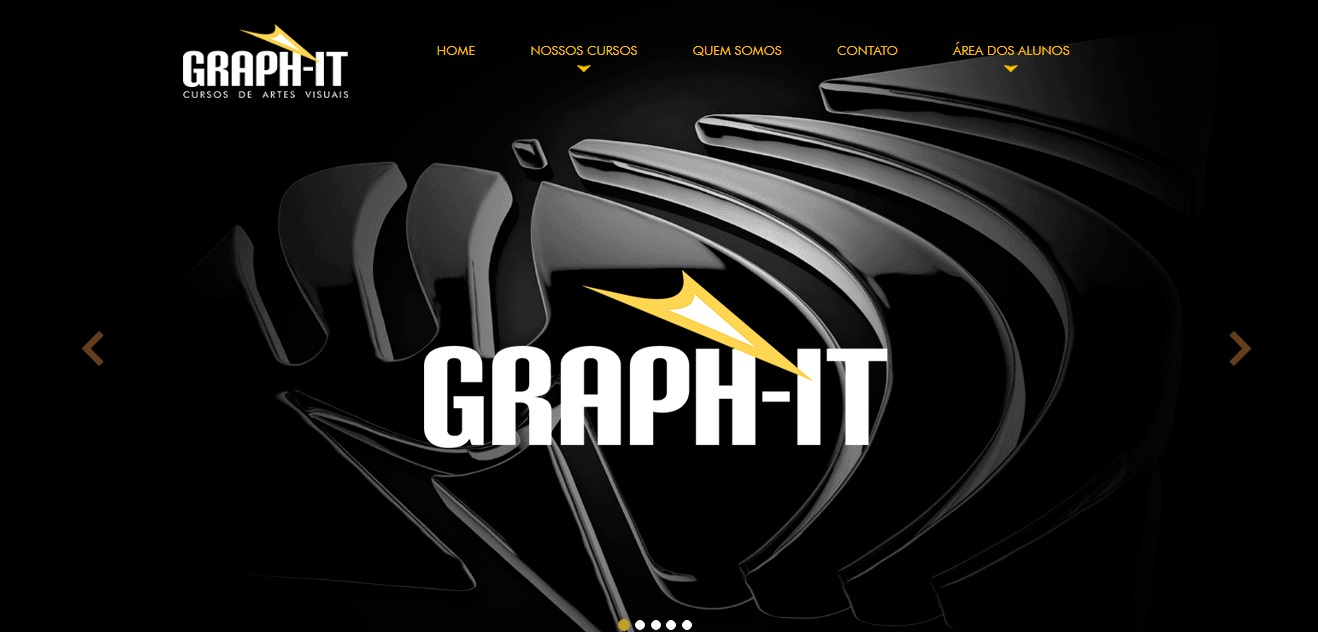 GRAPH-IT
CURSOS DE ARTES VISUAIS
HOME NOSSOS CURSOS QUEM SOMOS CONTATO ÁREA DOS ALUNOS
GRAPH-IT